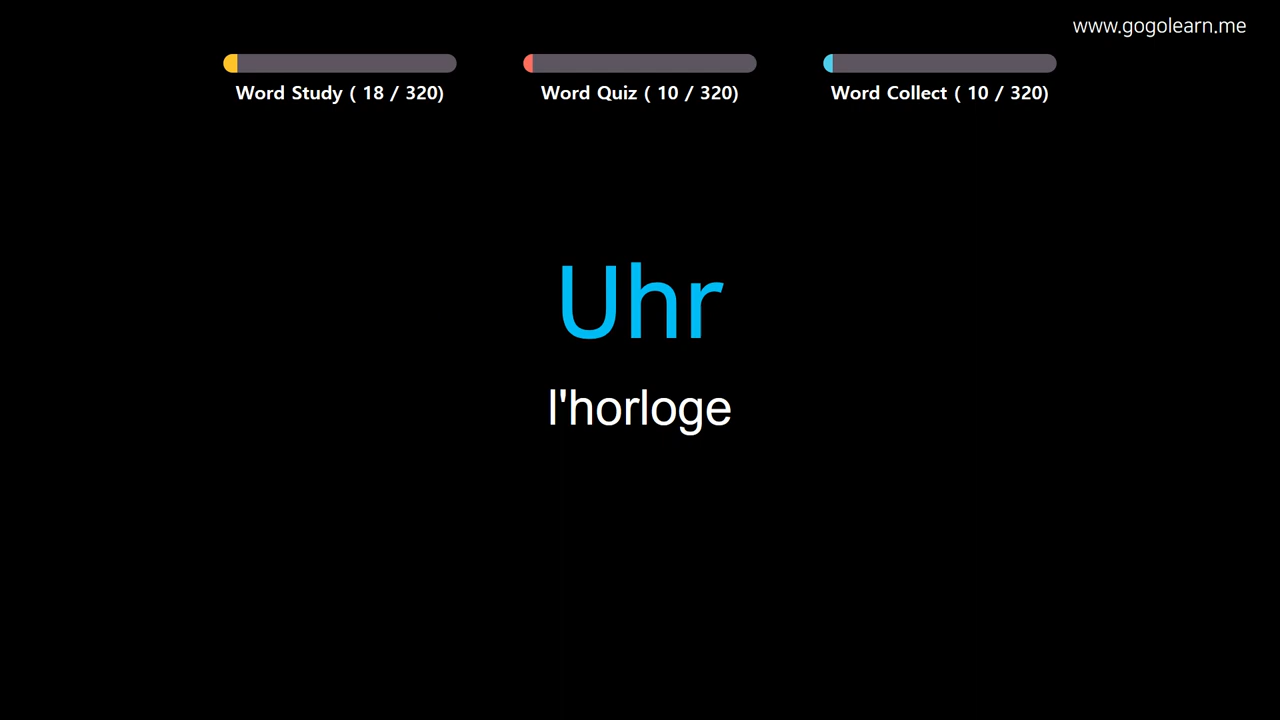 www.gogolearn.me
Word Study ( 18 / 320)
Word Quiz ( 10 / 320)
Word Collect ( 10 / 320)
Uhr
l'horloge